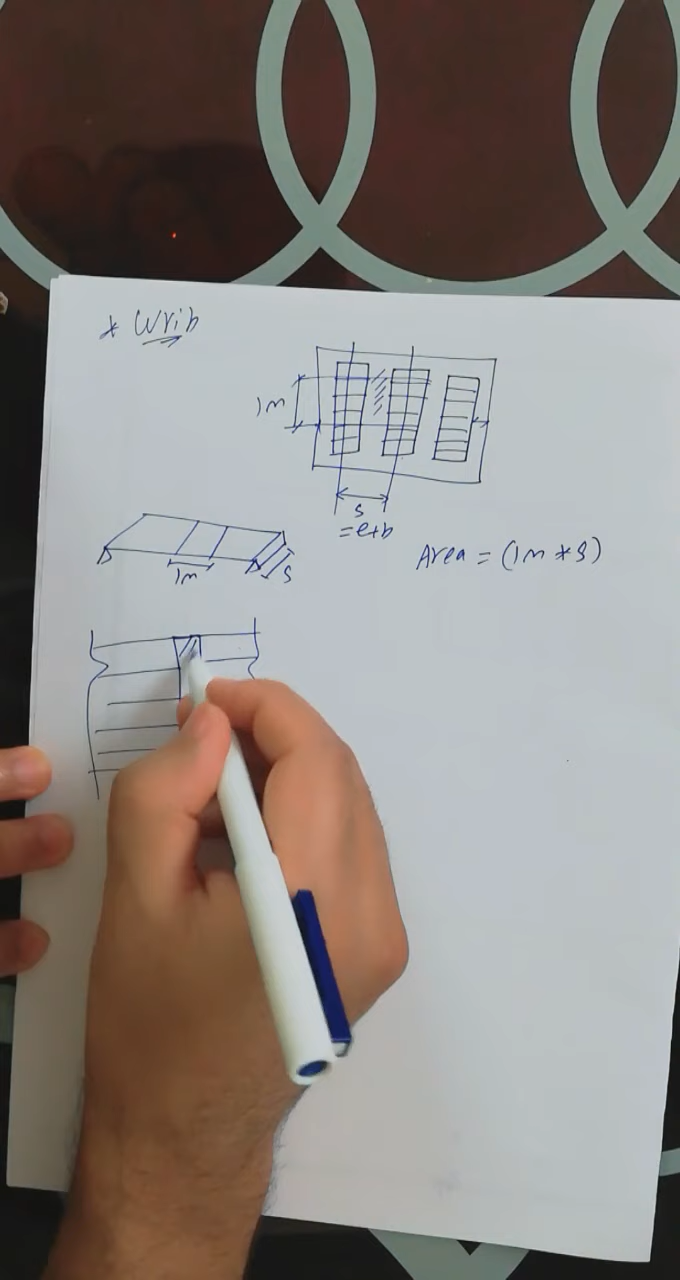 * Wrib
1m
s
= e+b
Area = (1m * S)
1m
S